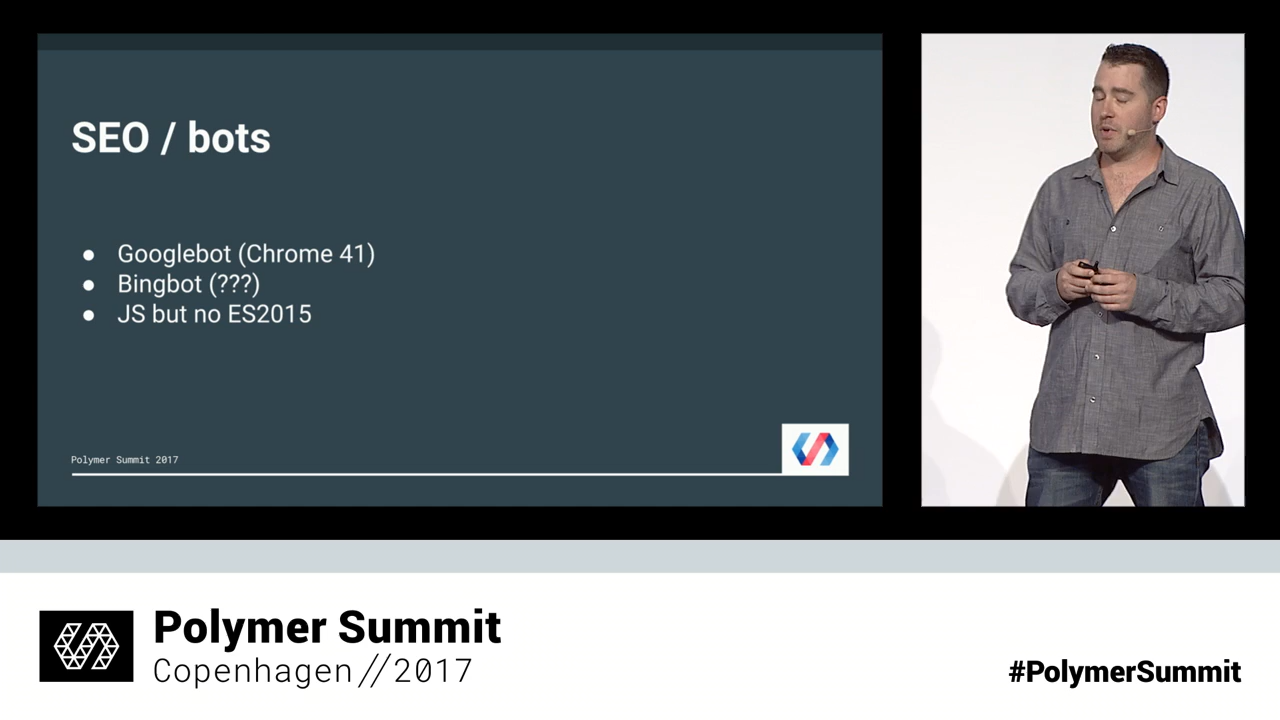 SEO / bots
● Googlebot (Chrome 41)
● Bingbot (???)
● JS but no ES2015
Polymer Summit 2017
Polymer Summit
Copenhagen//2017
#PolymerSummit